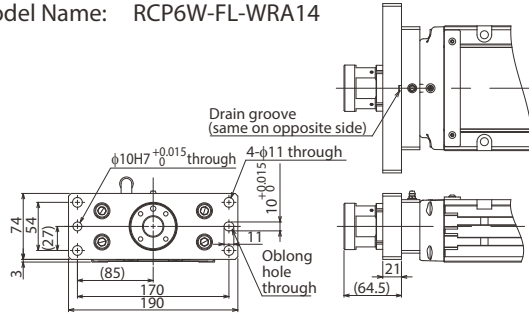 odel Name: RCP6W-FL-WRA14
Drain groove
(same on opposite side)
ϕ10H7 +0.015 0 through
4-ϕ11 through
10 +0.015 0
74
54
(27)
3
11
Oblong
hole
through
(85)
170
190
21
(64.5)